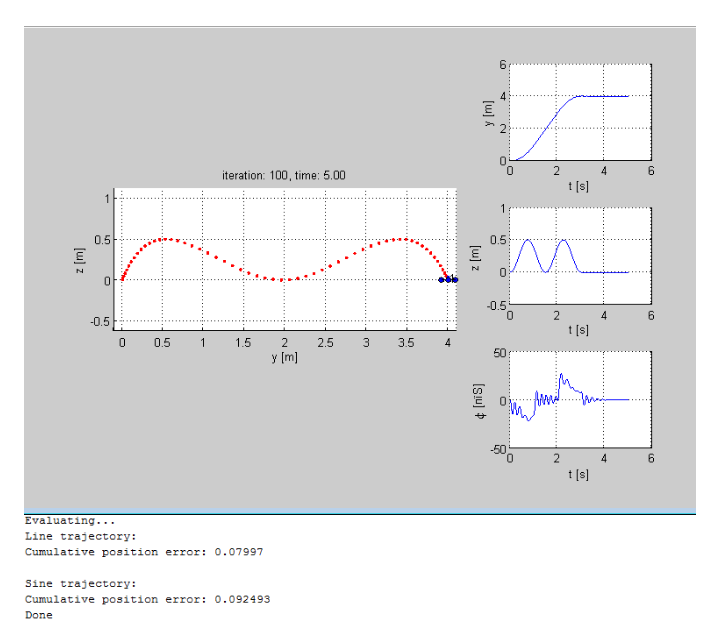 iteration: 100, time: 5.00
z [m]
1
0.5
0
-0.5
0 0.5 1 1.5 2 2.5 3 3.5 4
y [m]
y [m]
6
4
2
0
0 2 4 6
t [s]
z [m]
1
0.5
0
-0.5
0 2 4 6
t [s]
50
0
-50
0 2 4 6
t [s]
Evaluating...
Line trajectory:
Cumulative position error: 0.07997
Sine trajectory:
Cumulative position error: 0.092493
Done